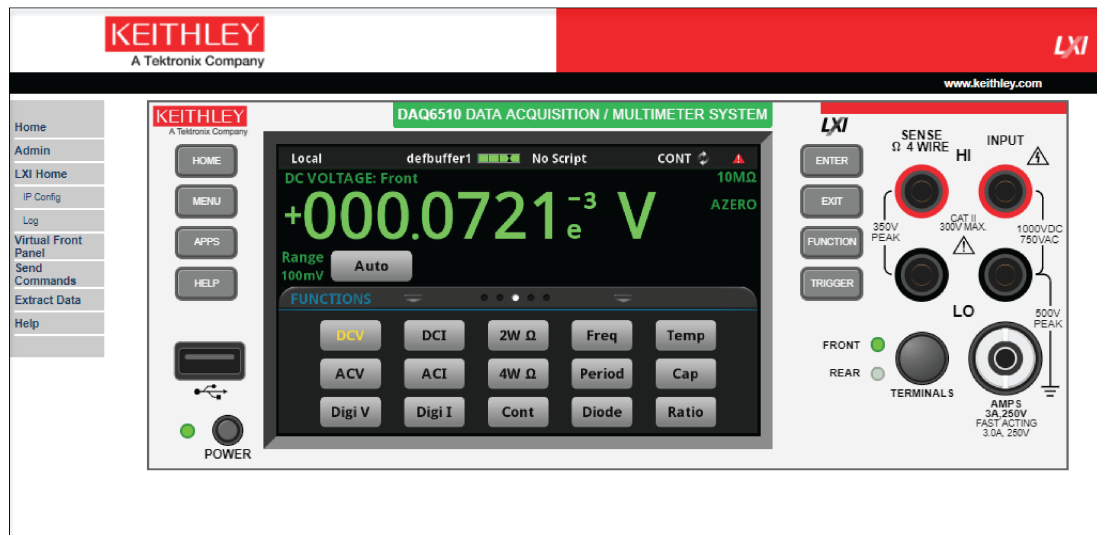 KEITHLEY
A Tektronix Company
LXI
www.keithley.com
Home
Admin
LXI Home
IP Config
Log
Virtual Front
Panel
Send
Commands
Extract Data
Help
KEITHLEY
A Tektronix Company
DAQ6510 DATA ACQUISITION / MULTIMETER SYSTEM
LXI
HOME
MENU
APPS
HELP
POWER
Local defbuffer1 No Script CONT
DC VOLTAGE: Front 10MΩ
+000.0721 e-3 V AZERO
Range
100mV Auto
FUNCTIONS
DCV DCI 2W Ω Freq Temp
ACV ACI 4W Ω Period Cap
Digi V Digi I Cont Diode Ratio
ENTER
EXIT
FUNCTION
TRIGGER
SENSE
Ω 4 WIRE
HI
INPUT
350V
PEAK
CAT II
300V MAX.
1000VDC
750VAC
LO
500V
PEAK
FRONT
REAR
TERMINALS
AMPS
3A,250V
FAST ACTING
3.0A, 250V